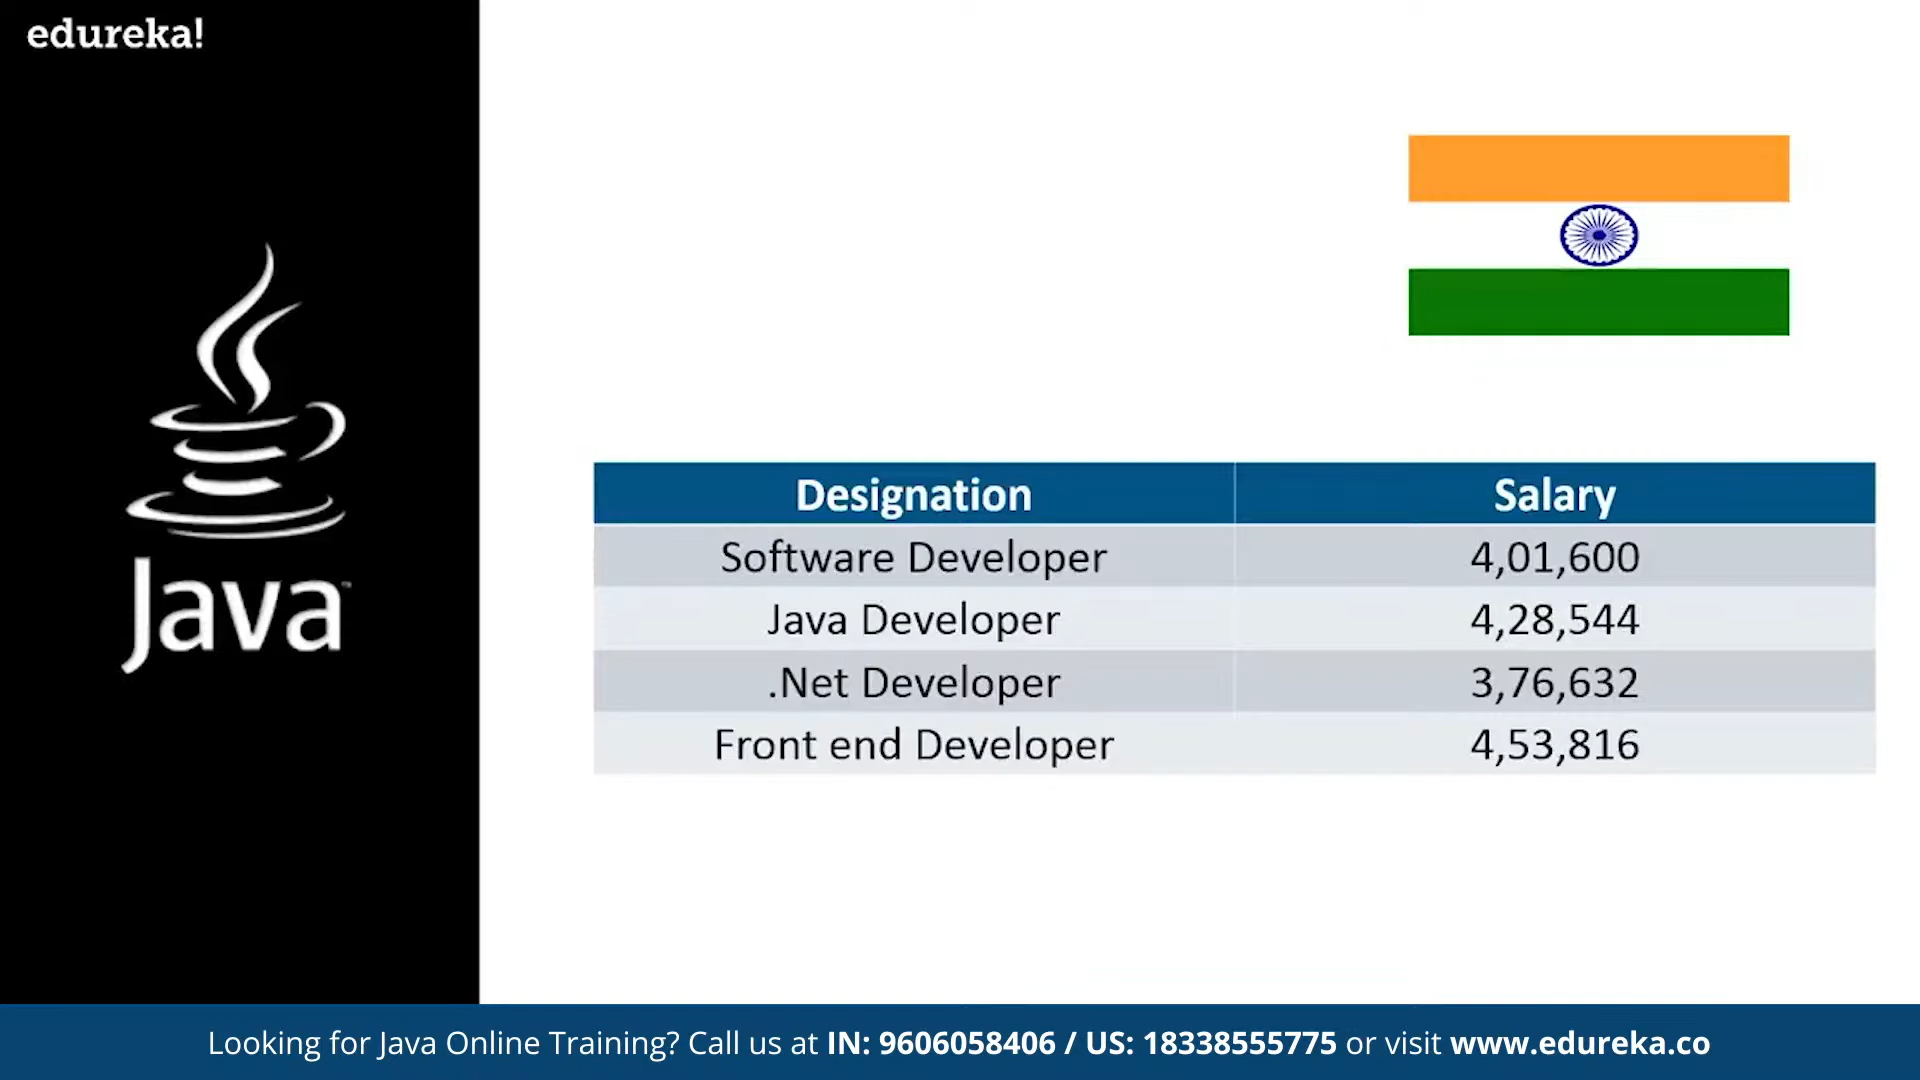 edureka!
Java™
Designation Salary
Software Developer 4,01,600
Java Developer 4,28,544
.Net Developer 3,76,632
Front end Developer 4,53,816
Looking for Java Online Training? Call us at IN: 9606058406 / US: 18338555775 or visit www.edureka.co